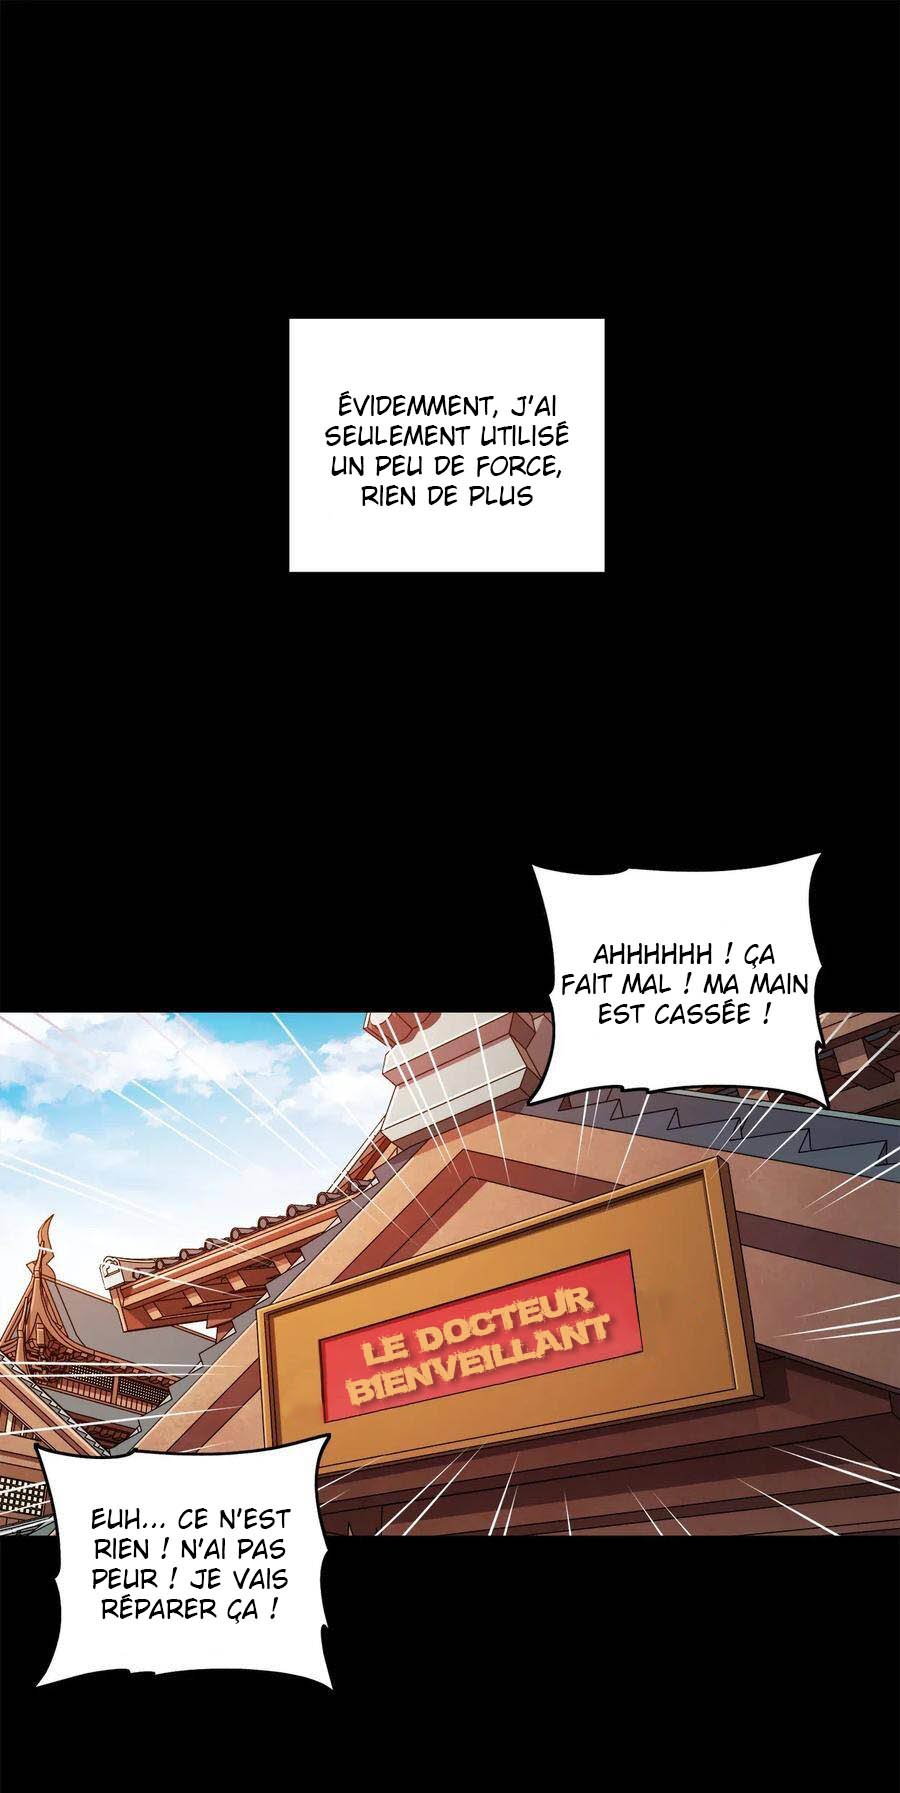 ÉVIDEMMENT, J'AI
SEULEMENT UTILISÉ
UN PEU DE FORCE,
RIEN DE PLUS
AHHHHHH ! ÇA
FAIT MAL ! MA MAIN
EST CASSÉE !
LE DOCTEUR
BIENVEILLANT
EUH... CE N'EST
RIEN ! N'AI PAS
PEUR ! JE VAIS
RÉPARER ÇA !